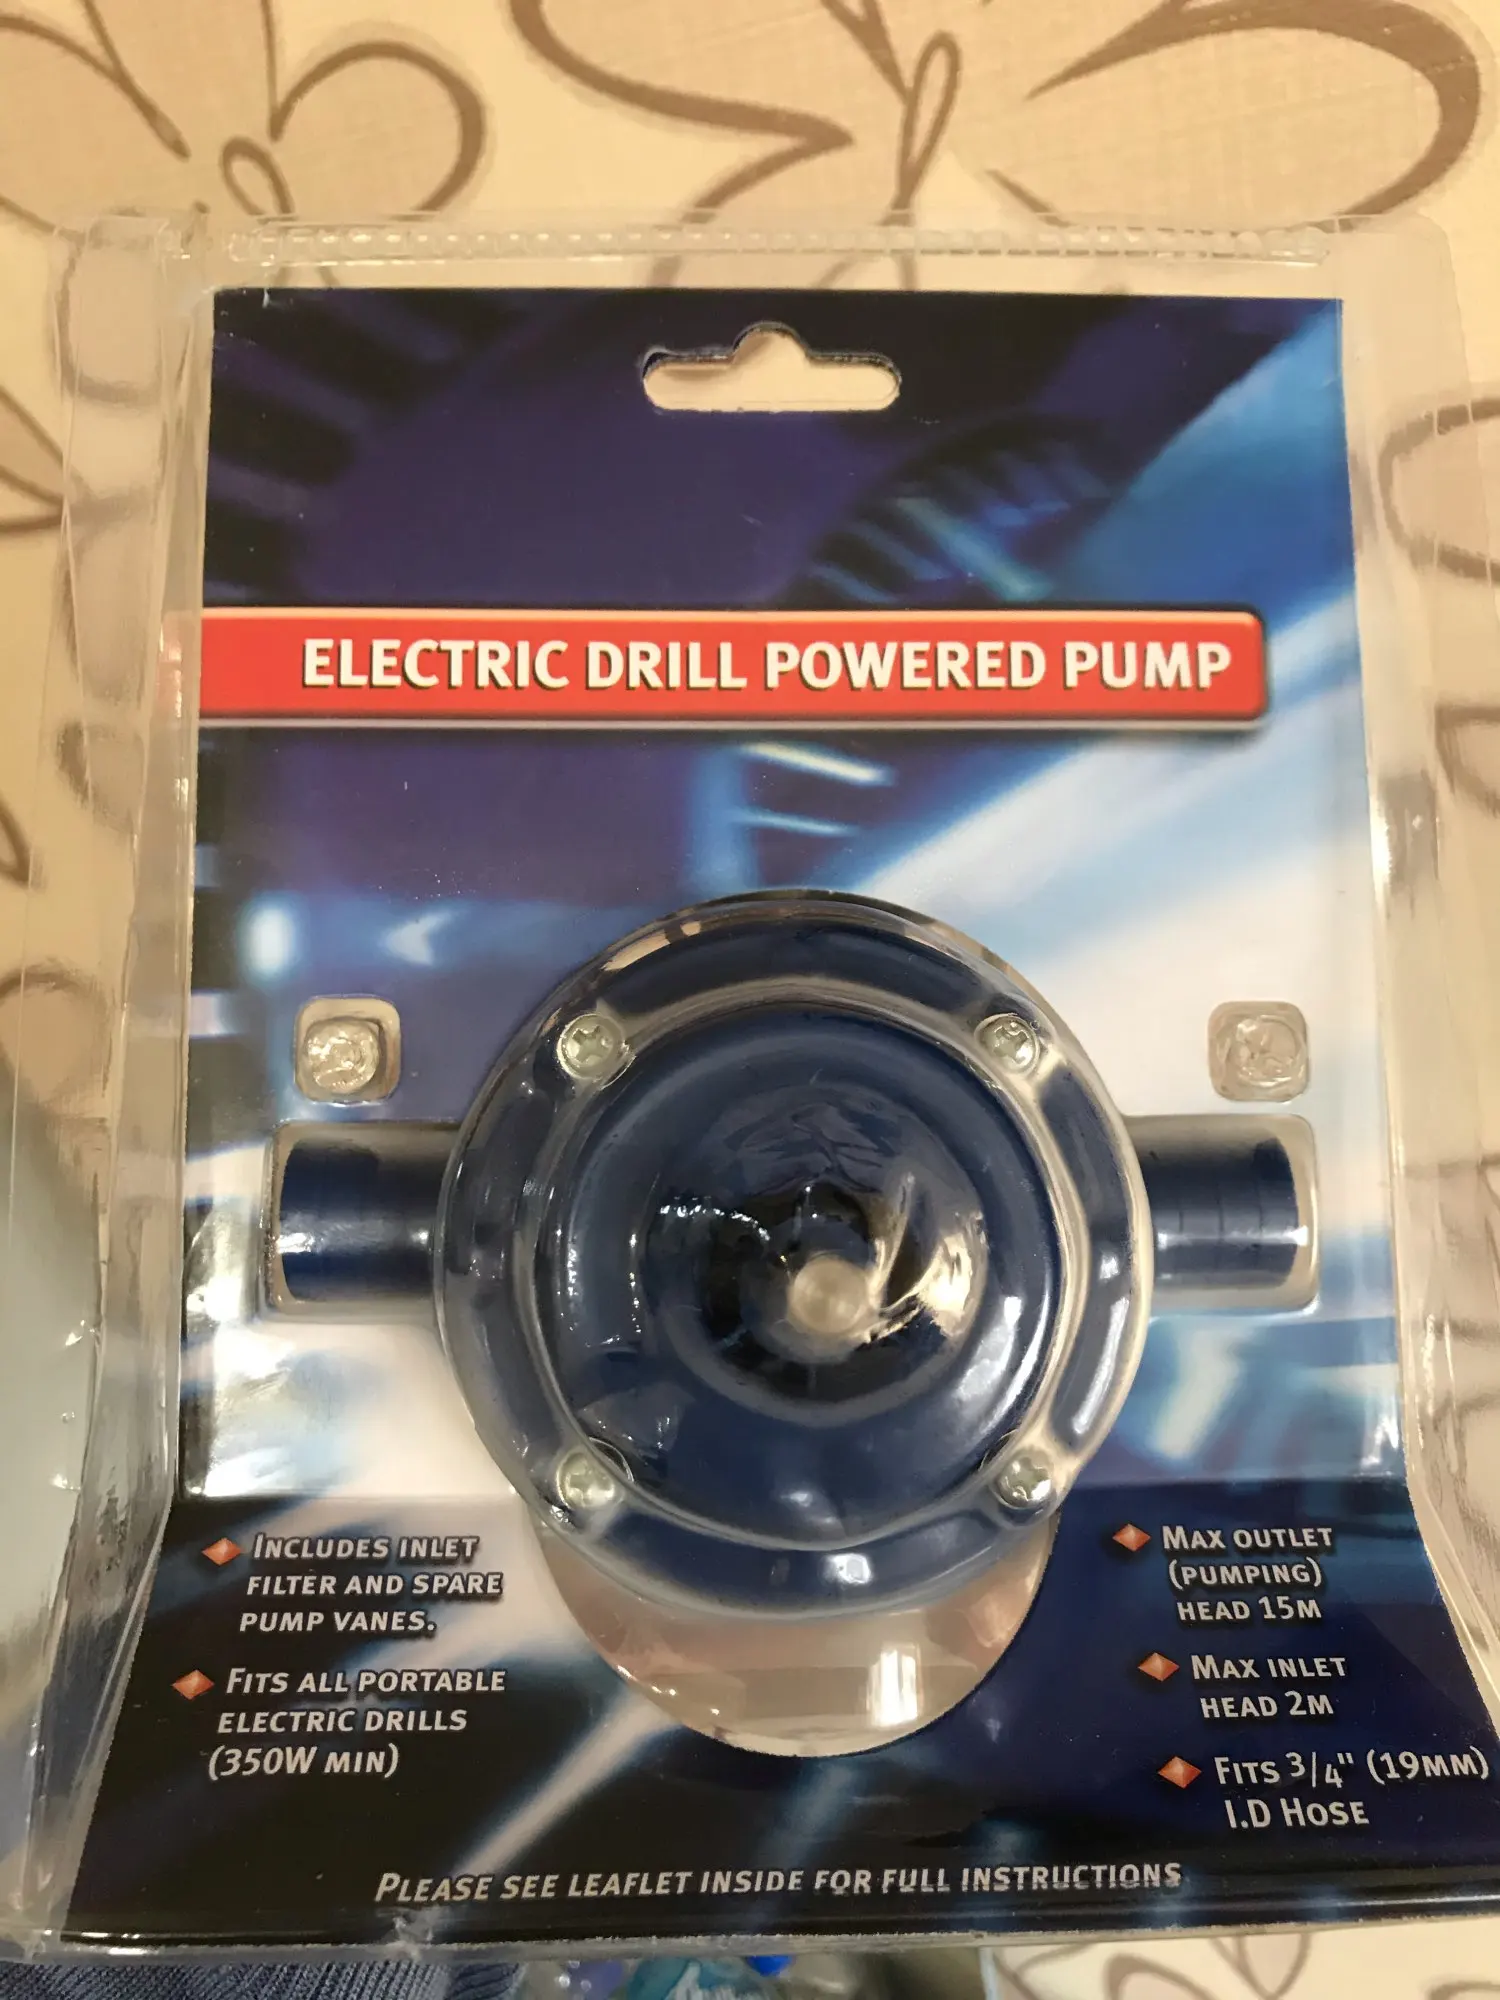 ELECTRIC DRILL POWERED PUMP
INCLUDES INLET
FILTER AND SPARE
PUMP VANES.
FITS ALL PORTABLE
ELECTRIC DRILLS
(350W MIN)
MAX OUTLET
(PUMPING)
HEAD 15M
MAX INLET
HEAD 2M
FITS 3/4" (19MM)
I.D HOSE
PLEASE SEE LEAFLET INSIDE FOR FULL INSTRUCTIONS